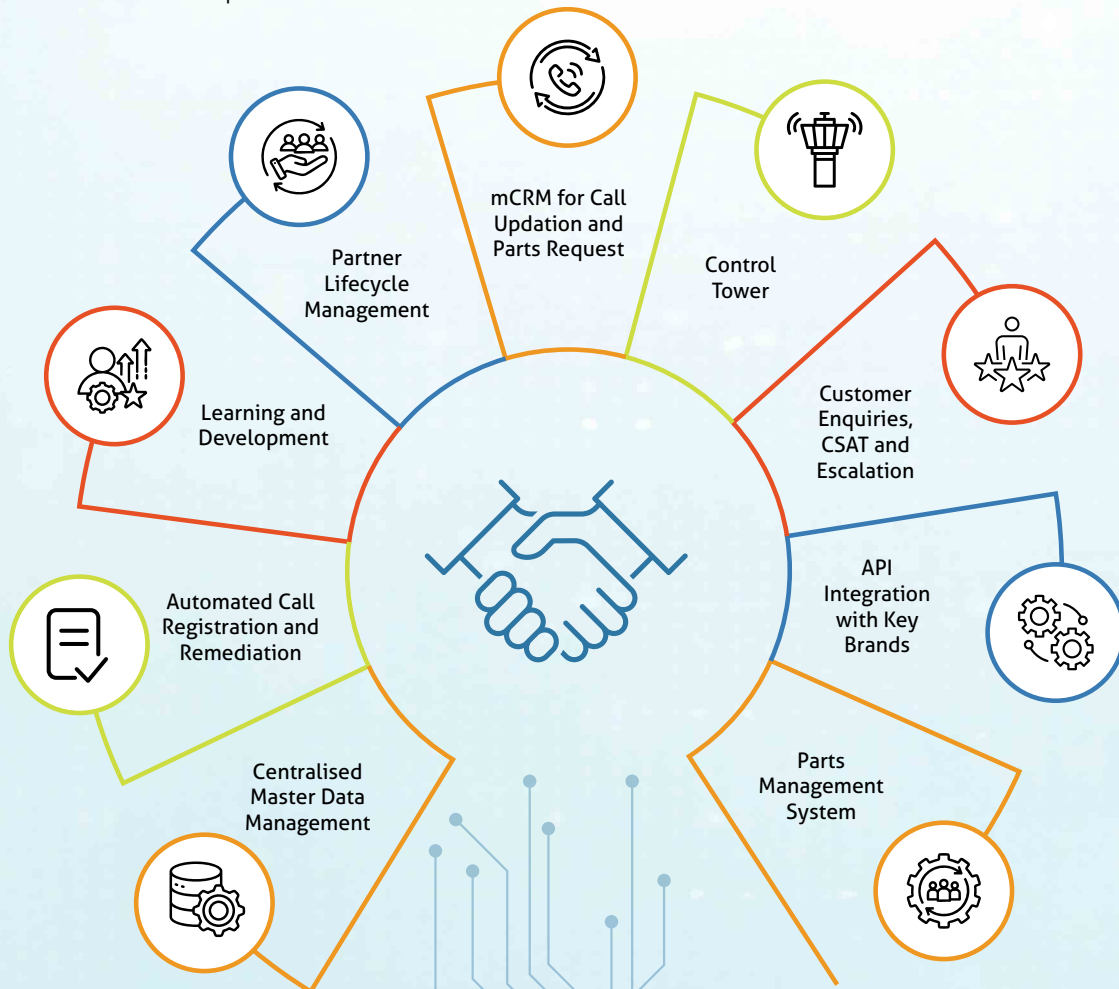 mCRM for Call
Updation and
Parts Request
Partner
Lifecycle
Management
Control
Tower
Learning and
Development
Customer
Enquiries,
CSAT and
Escalation
Automated Call
Registration and
Remediation
API
Integration
with Key
Brands
Centralised
Master Data
Management
Parts
Management
System